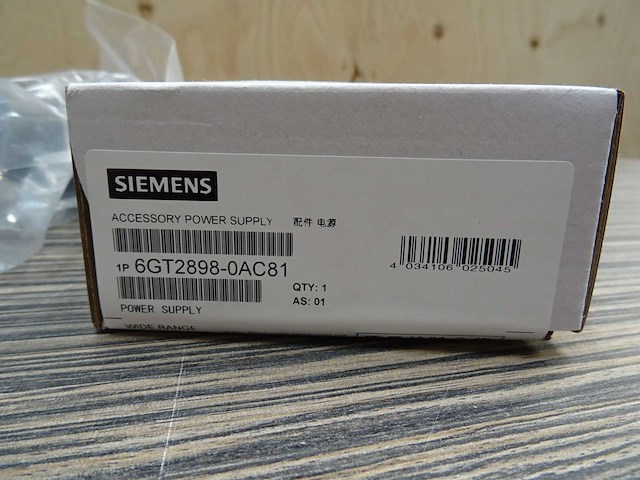 SIEMENS
ACCESSORY POWER SUPPLY 配件 电源
1P 6GT2898-0AC81
4 034106 025045
QTY: 1
AS: 01
POWER SUPPLY
WIDE RANGE